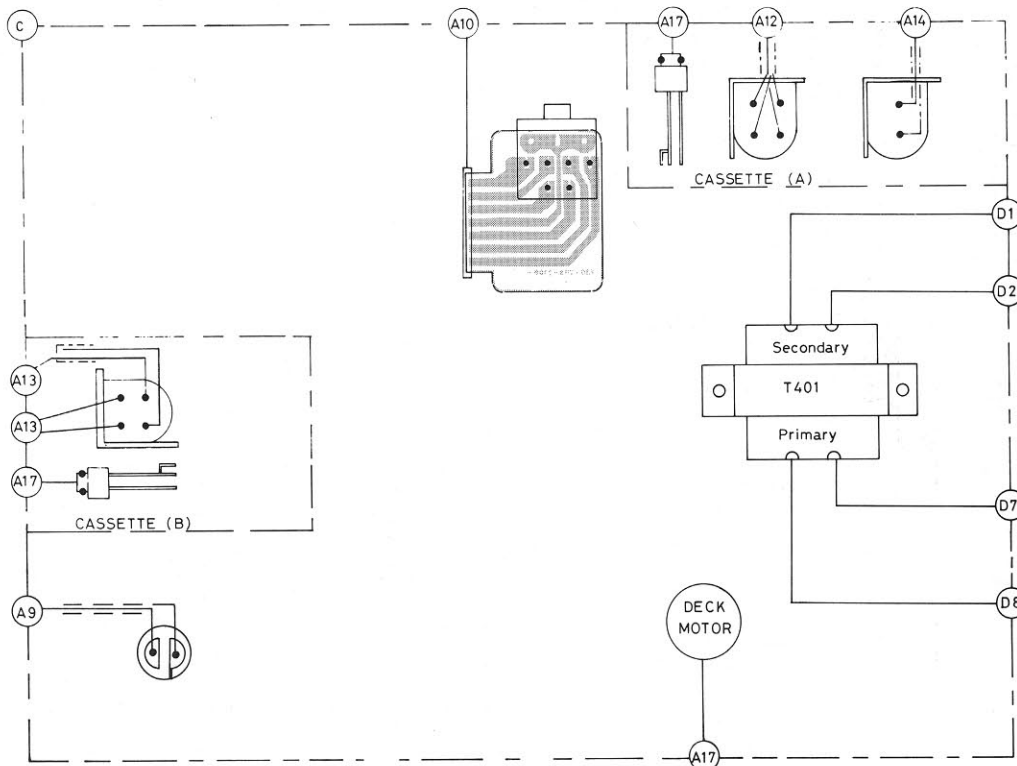 C
A10
A17
A12
A14
CASSETTE (A)
D1
D2
Secondary
T401
Primary
A13
A13
A17
CASSETTE (B)
D7
A9
DECK
MOTOR
D8
A17